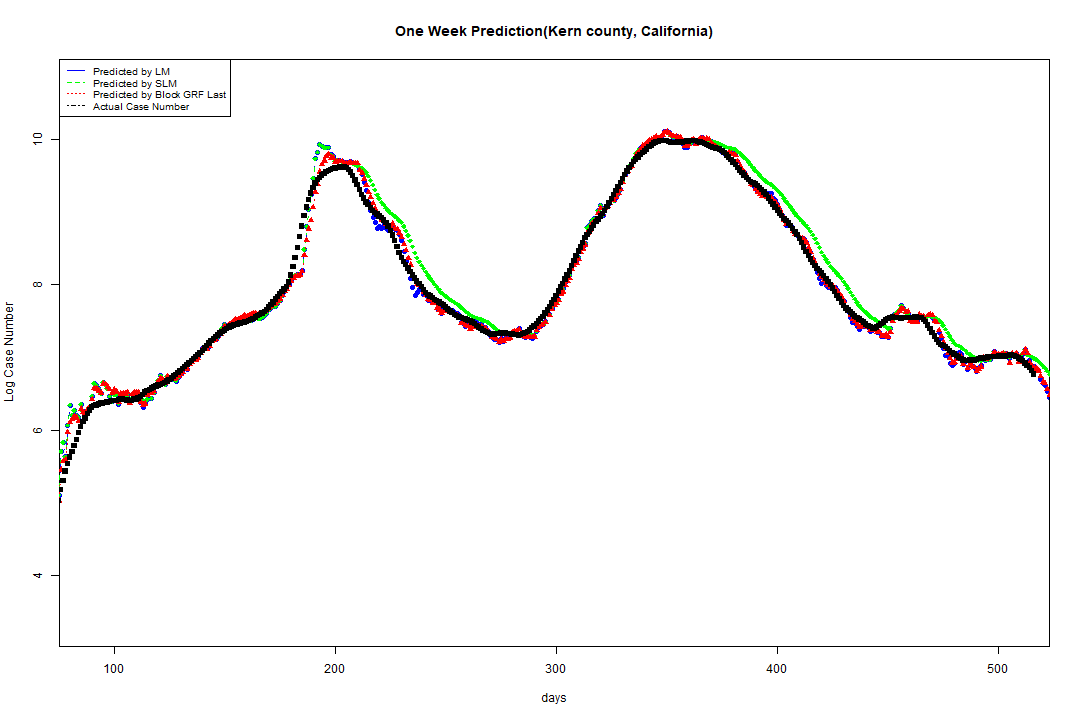 One Week Prediction(Kern county, California)
Predicted by LM
Predicted by SLM
Predicted by Block GRF Last
Actual Case Number
10
8
6
4
Log Case Number
100 200 300 400 500
days